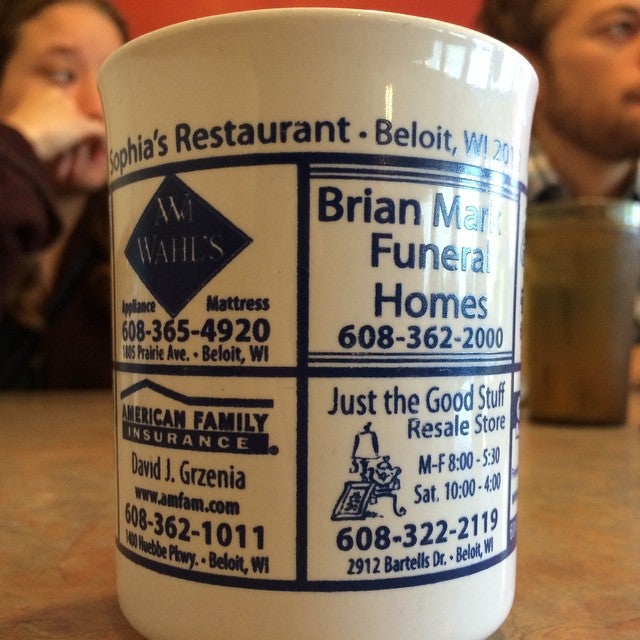 Sophia's Restaurant • Beloit, WI 201
WAHL'S
Appliance Mattress
608-365-4920
1805 Prairie Ave. • Beloit, WI
Brian Mark
Funeral
Homes
608-362-2000
AMERICAN FAMILY
INSURANCE
David J. Grzenia
www.amfam.com
608-362-1011
Huebbe Pkwy. • Beloit, WI
Just the Good Stuff
Resale Store
M-F 8:00 - 5:30
Sat. 10:00 - 4:00
608-322-2119
2912 Bartells Dr. • Beloit, WI